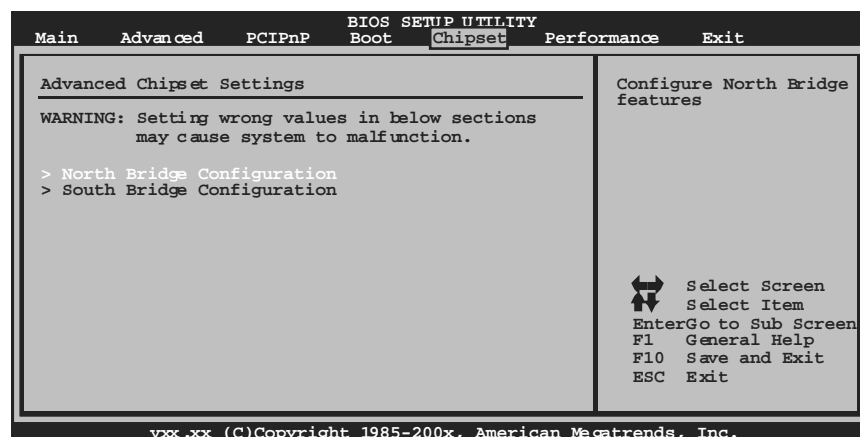 BIOS SETUP UTILITY
Main Advanced PCIPnP Boot Chipset Performance Exit
Advanced Chipset Settings
WARNING: Setting wrong values in below sections
may cause system to malfunction.
> North Bridge Configuration
> South Bridge Configuration
Configure North Bridge
features
Select Screen
Select Item
Enter Go to Sub Screen
F1 General Help
F10 Save and Exit
ESC Exit
vxx.xx (C)Copyright 1985-200x, American Megatrends, Inc.